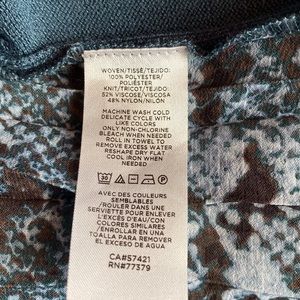 WOVEN/TISSÉ/TEJIDO:
100% POLYESTER/
POLIÉSTER
KNIT/TRICOT/TEJIDO:
52% VISCOSE/VISCOSA
48% NYLON/NILÓN
MACHINE WASH COLD
DELICATE CYCLE WITH
LIKE COLORS
ONLY NON-CHLORINE
BLEACH WHEN NEEDED
ROLL IN TOWEL TO
REMOVE EXCESS WATER
RESHAPE DRY FLAT
COOL IRON WHEN
NEEDED
30
AVEC DES COULEURS
SEMBLABLES
/ROULER DANS UNE
SERVIETTE POUR ENLEVER
L'EXCÈS D'EAU/CON
COLORES SIMILARES
/ENROLLAR EN UNA
TOALLA PARA REMOVER
EL EXCESO DE AGUA
CA#57421
RN#77379